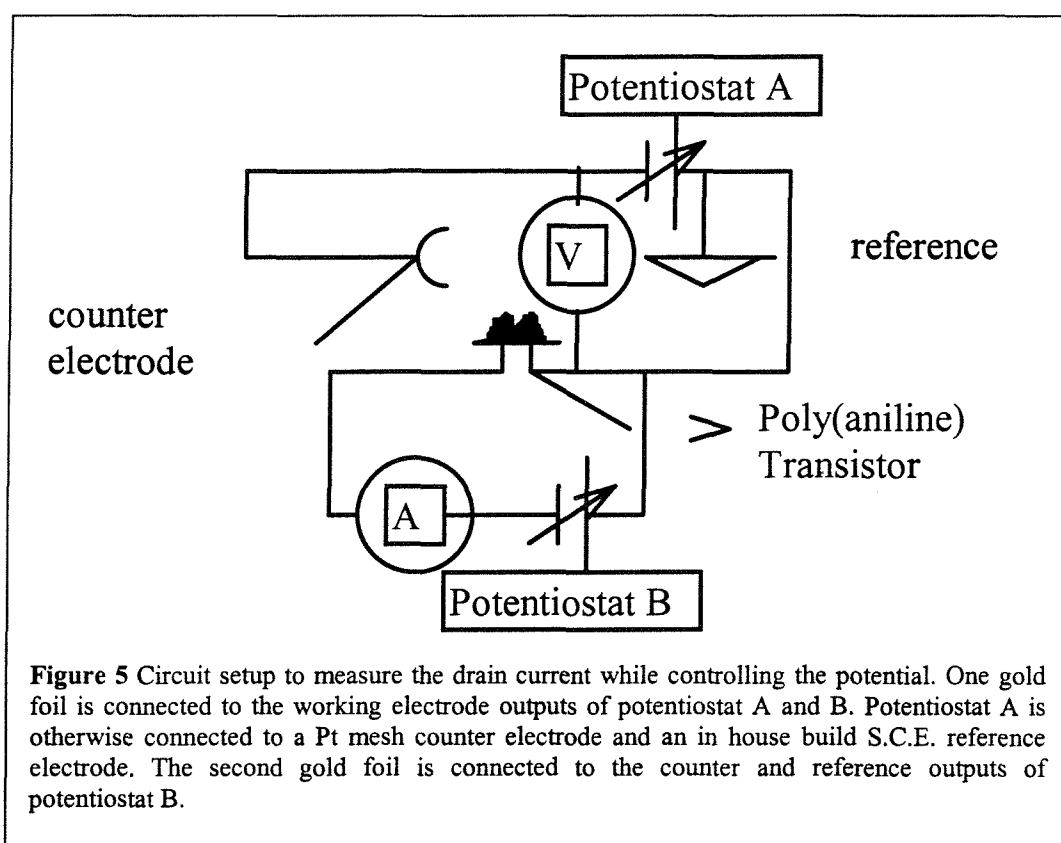 Potentiostat A
V
reference
counter
electrode
Poly(aniline)
Transistor
A
Potentiostat B
Figure 5 Circuit setup to measure the drain current while controlling the potential. One gold
foil is connected to the working electrode outputs of potentiostat A and B. Potentiostat A is
otherwise connected to a Pt mesh counter electrode and an in house build S.C.E. reference
electrode. The second gold foil is connected to the counter and reference outputs of
potentiostat B.